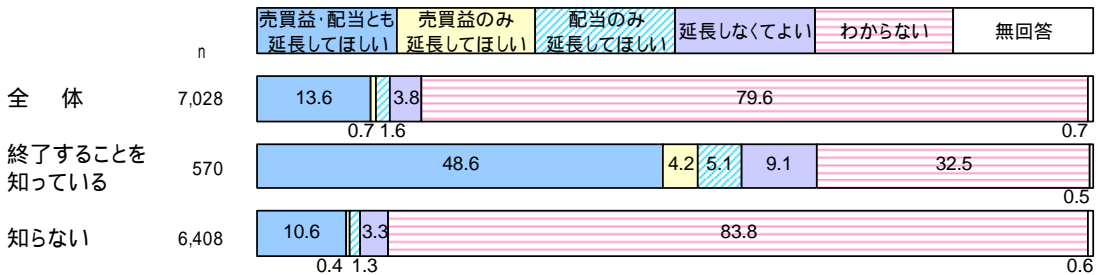 売買益・配当とも
延長してほしい
売買益のみ
延長してほしい
配当のみ
延長してほしい
延長しなくてよい
わからない
無回答
n
全 体
7,028
13.6
0.7
1.6
3.8
79.6
0.7
終了することを
知っている
570
48.6
4.2
5.1
9.1
32.5
0.5
知らない
6,408
10.6
0.4
1.3
3.3
83.8
0.6